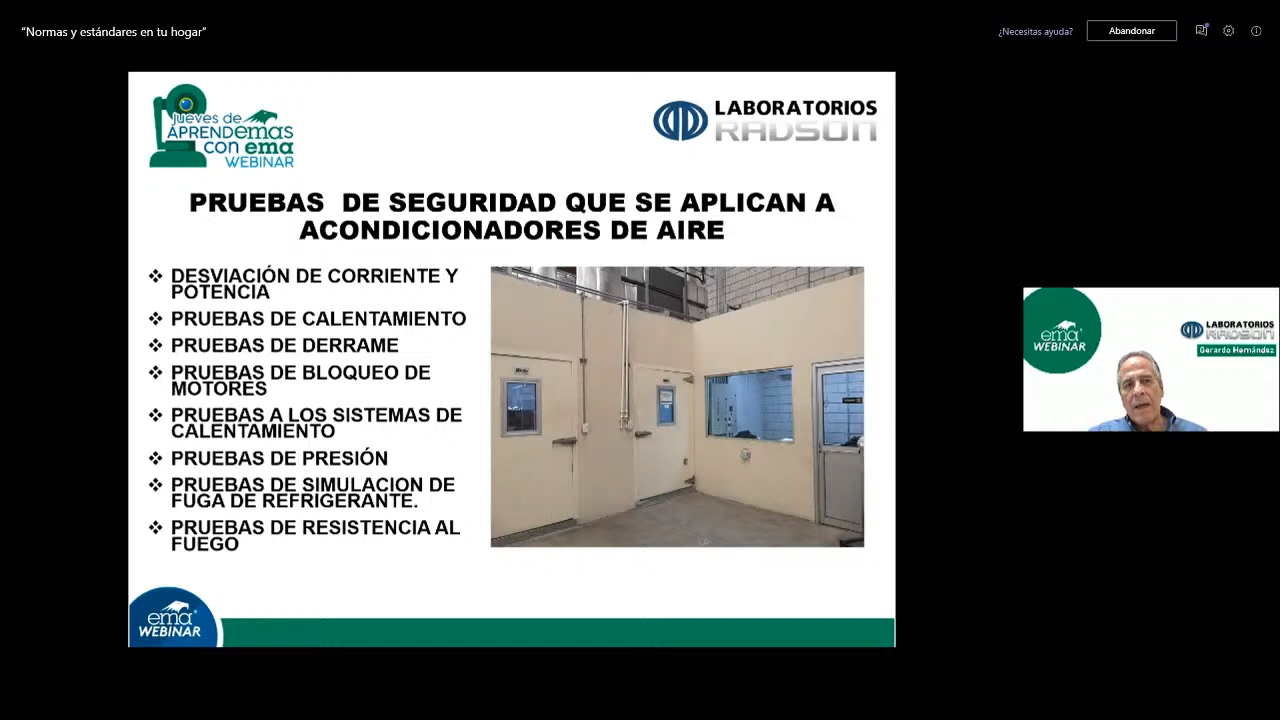 “Normas y estándares en tu hogar”
¿Necesitas ayuda?
Abandonar
jueves de
APRENDEMAS
CON ema
WEBINAR
LABORATORIOS
RADSON
PRUEBAS DE SEGURIDAD QUE SE APLICAN A
ACONDICIONADORES DE AIRE
DESVIACIÓN DE CORRIENTE Y
POTENCIA
PRUEBAS DE CALENTAMIENTO
PRUEBAS DE DERRAME
PRUEBAS DE BLOQUEO DE
MOTORES
PRUEBAS A LOS SISTEMAS DE
CALENTAMIENTO
PRUEBAS DE PRESIÓN
PRUEBAS DE SIMULACION DE
FUGA DE REFRIGERANTE.
PRUEBAS DE RESISTENCIA AL
FUEGO
ema
WEBINAR
ema
WEBINAR
LABORATORIOS
RADSON
Gerardo Hernández